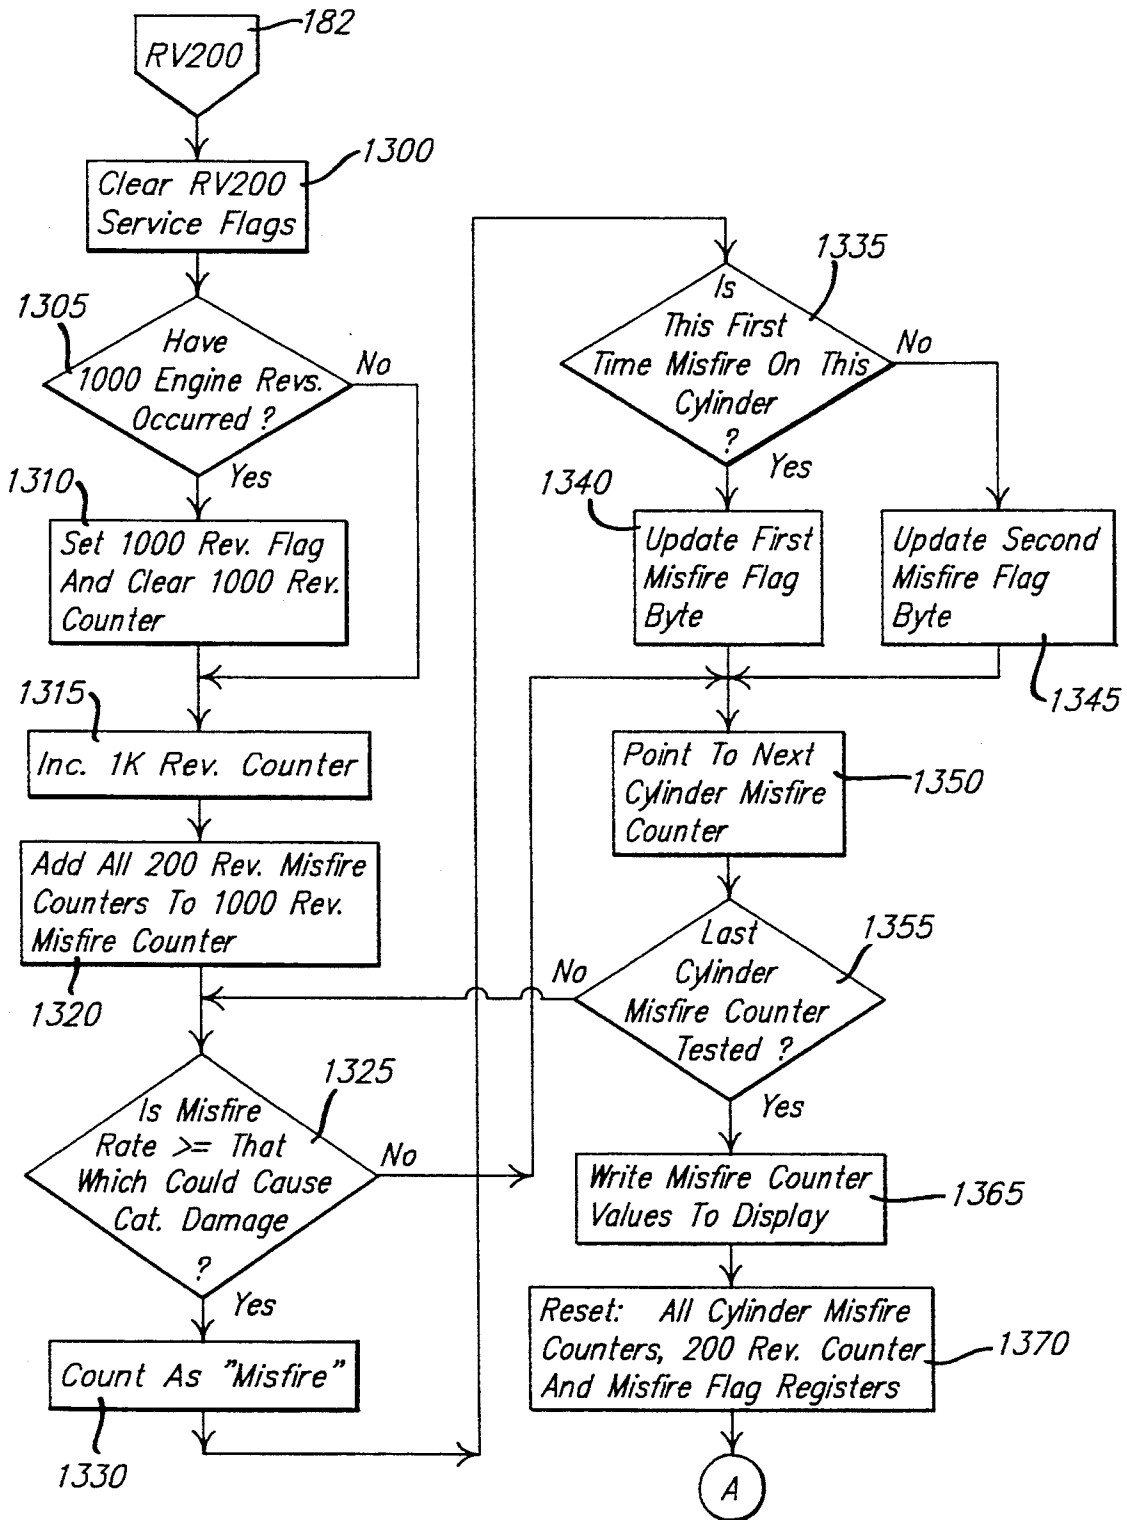 182
RV200
1300
Clear RV200
Service Flags
1305
Have
1000 Engine Revs.
Occurred ?
No
Yes
1310
Set 1000 Rev. Flag
And Clear 1000 Rev.
Counter
1315
Inc. 1K Rev. Counter
Add All 200 Rev. Misfire
Counters To 1000 Rev.
Misfire Counter
1320
1325
Is Misfire
Rate >= That
Which Could Cause
Cat. Damage
?
No
Yes
Count As "Misfire"
1330
1335
Is
This First
Time Misfire On This
Cylinder
?
No
Yes
1340
Update First
Misfire Flag
Byte
Update Second
Misfire Flag
Byte
1345
Point To Next
Cylinder Misfire
Counter
1350
1355
Last
Cylinder
Misfire Counter
Tested ?
No
Yes
Write Misfire Counter
Values To Display
1365
Reset: All Cylinder Misfire
Counters, 200 Rev. Counter
And Misfire Flag Registers
1370
A